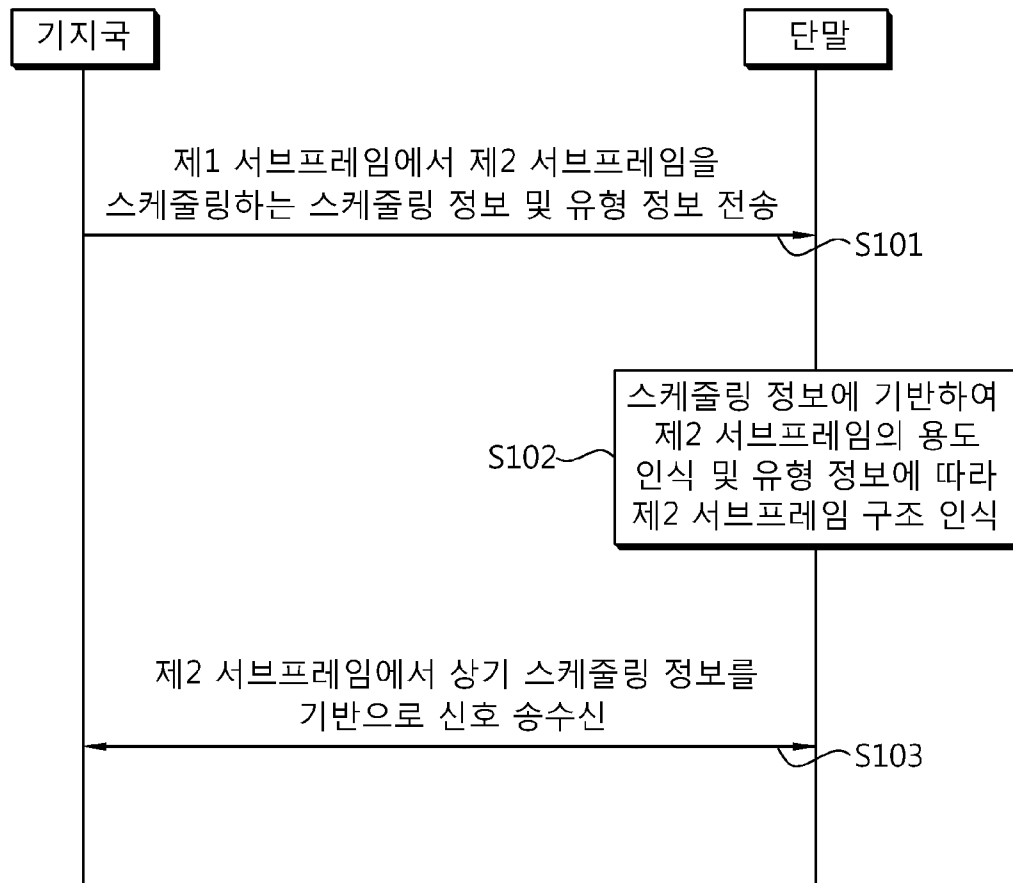 기지국
단말
제1 서브프레임에서 제2 서브프레임을
스케줄링하는 스케줄링 정보 및 유형 정보 전송
S101
스케줄링 정보에 기반하여
제2 서브프레임의 용도
인식 및 유형 정보에 따라
제2 서브프레임 구조 인식
S102
제2 서브프레임에서 상기 스케줄링 정보를
기반으로 신호 송수신
S103